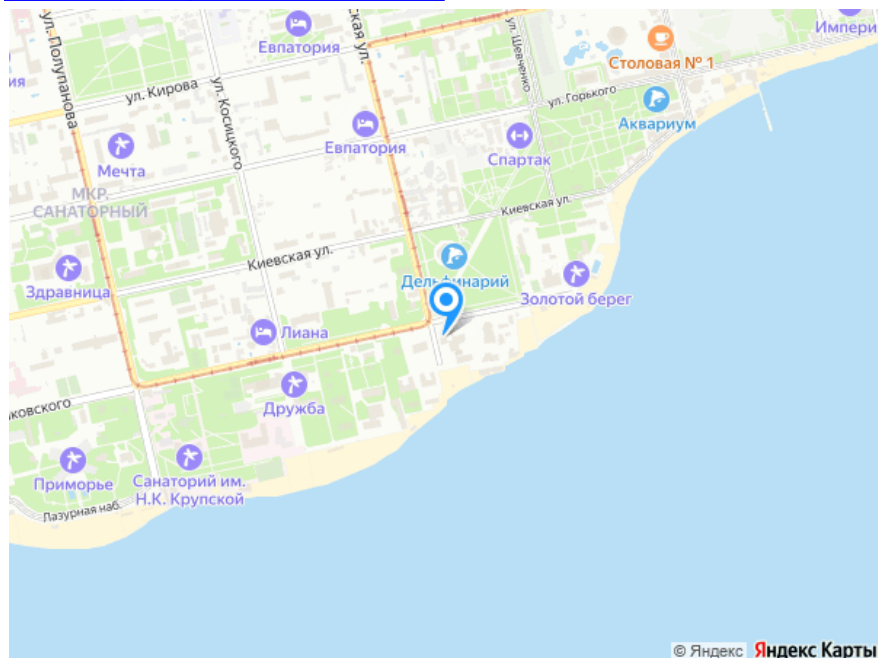 ул. Полупанова
ская ул.
Евпатория
ул. Шевченко
Импери
Столовая № 1
ия
ул. Кирова
ул. Косицкого
ул. Горького
Аквариум
Евпатория
Спартак
Мечта
МКР.
САНАТОРНЫЙ
Киевская ул.
Киевская ул.
Здравница
Дельфинарий
Золотой берег
Лиана
ковского
Дружба
Приморье
Санаторий им.
Н.К. Крупской
Лазурная наб.
© Яндекс Яндекс Карты